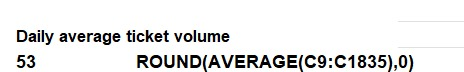 Daily average ticket volume
53 ROUND(AVERAGE(C9:C1835),0)